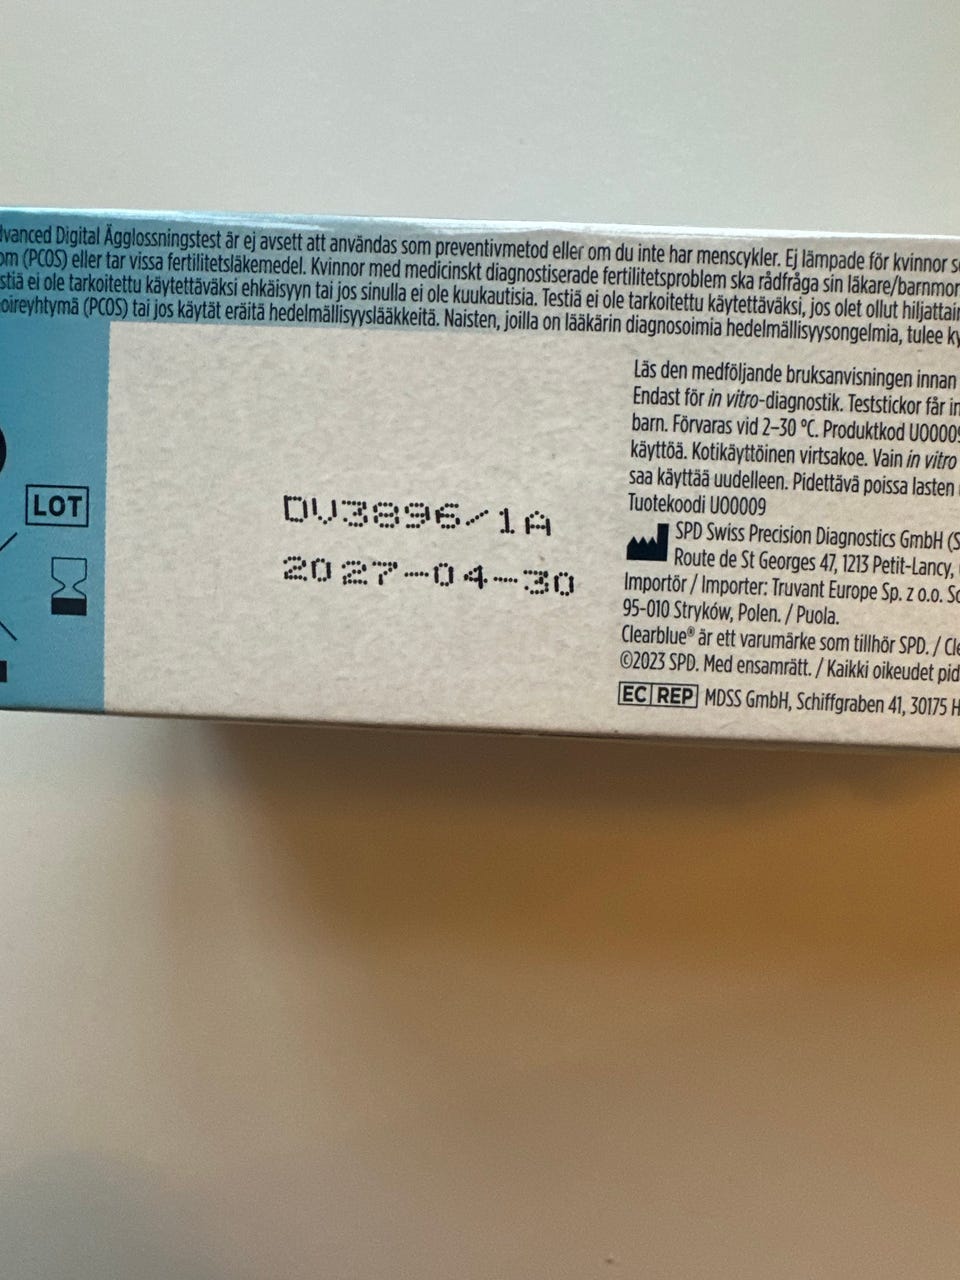 Advanced Digital Ägglossningstest är ej avsett att användas som preventivmetod eller om du inte har menscykler. Ej lämpade för kvinnor
(PCOS) eller tar vissa fertilitetsläkemedel. Kvinnor med medicinskt diagnostiserade fertilitetsproblem ska rådfråga sin läkare/barnmor
ei ole tarkoitettu käytettäväksi ehkäisyyn tai jos sinulla ei ole kuukautisia. Testiä ei ole tarkoitettu käytettäväksi, jos olet ollut hiljattain
oireyhtymä (PCOS) tai jos käytät eräitä hedelmällisyyslääkkeitä. Naisten, joilla on lääkärin diagnosoimia hedelmällisyysongelmia, tulee
LOT
DV3896/1A
2027-04-30
Läs den medföljande bruksanvisningen innan
Endast för in vitro-diagnostik. Teststickor får
barn. Förvaras vid 2–30 °C. Produktkod U00009
käyttöä. Kotikäyttöinen virtsakoe. Vain in vitro
saa käyttää uudelleen. Pidettävä poissa lasten
Tuotekoodi U00009
SPD Swiss Precision Diagnostics GmbH (S
Route de St Georges 47, 1213 Petit-Lancy,
Importör / Importer: Truvant Europe Sp. z o.o.
95-010 Stryków, Polen. / Puola.
Clearblue® är ett varumärke som tillhör SPD. /
©2023 SPD. Med ensamrätt. / Kaikki oikeudet
EC REP MDSS GmbH, Schiffgraben 41, 30175 H